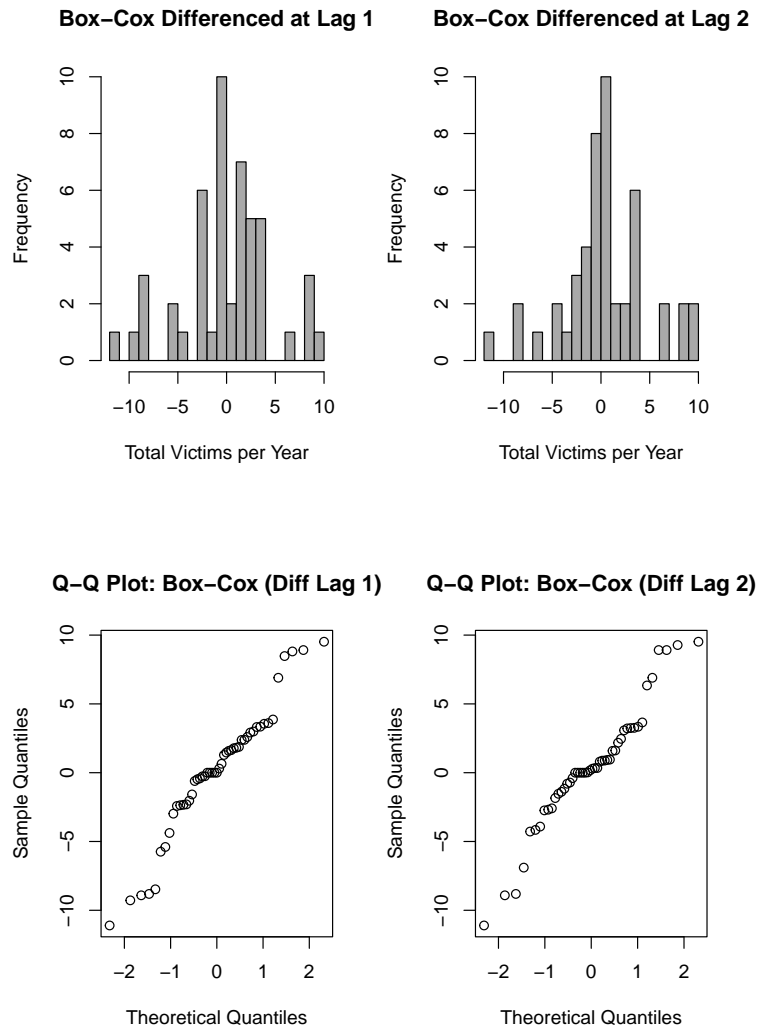 Box−Cox Differenced at Lag 1
Frequency
10
8
6
4
2
0
−10 −5 0 5 10
Total Victims per Year
Box−Cox Differenced at Lag 2
Frequency
10
8
6
4
2
0
−10 −5 0 5 10
Total Victims per Year
Q−Q Plot: Box−Cox (Diff Lag 1)
Sample Quantiles
10
5
0
−5
−10
−2 −1 0 1 2
Theoretical Quantiles
Q−Q Plot: Box−Cox (Diff Lag 2)
Sample Quantiles
10
5
0
−5
−10
−2 −1 0 1 2
Theoretical Quantiles